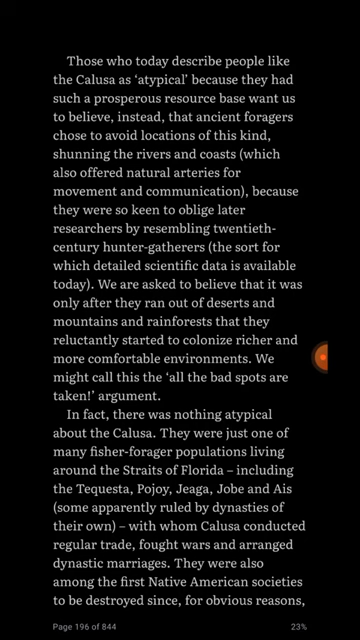 Those who today describe people like
the Calusa as ‘atypical’ because they had
such a prosperous resource base want us
to believe, instead, that ancient foragers
chose to avoid locations of this kind,
shunning the rivers and coasts (which
also offered natural arteries for
movement and communication), because
they were so keen to oblige later
researchers by resembling twentieth-
century hunter-gatherers (the sort for
which detailed scientific data is available
today). We are asked to believe that it was
only after they ran out of deserts and
mountains and rainforests that they
reluctantly started to colonize richer and
more comfortable environments. We
might call this the ‘all the bad spots are
taken!’ argument.
In fact, there was nothing atypical
about the Calusa. They were just one of
many fisher-forager populations living
around the Straits of Florida – including
the Tequesta, Pojoy, Jeaga, Jobe and Ais
(some apparently ruled by dynasties of
their own) – with whom Calusa conducted
regular trade, fought wars and arranged
dynastic marriages. They were also
among the first Native American societies
to be destroyed since, for obvious reasons,
Page 196 of 844 23%